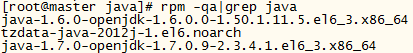 [root@master java]# rpm -qa|grep java
java-1.6.0-openjdk-1.6.0.0-1.50.1.11.5.el6_3.x86_64
tzdata-java-2012j-1.el6.noarch
java-1.7.0-openjdk-1.7.0.9-2.3.4.1.el6_3.x86_64